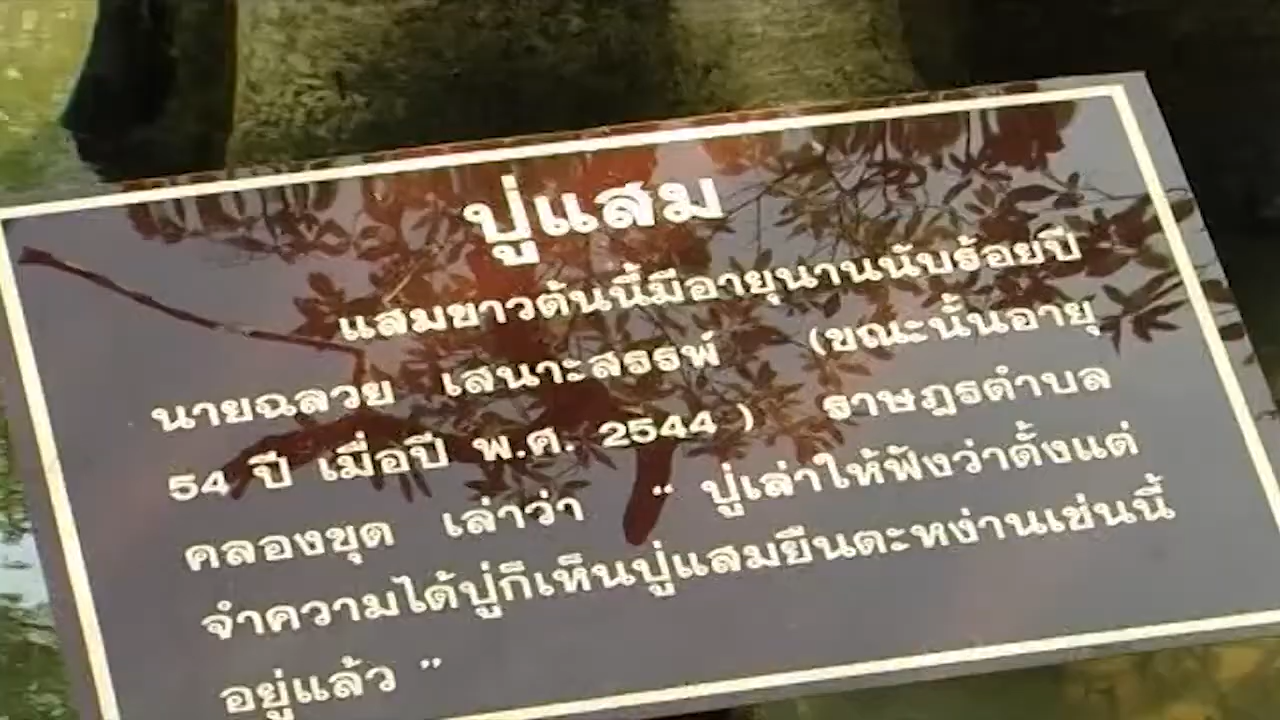 ปู่แสม
แสมขาวต้นนี้มีอายุนานนับร้อยปี
นายฉลวย เสนาะสรรพ์ (ขณะนั้นอายุ
54 ปี เมื่อปี พ.ศ. 2544 ) ราษฎรตำบล
คลองขุด เล่าว่า “ ปู่เล่าให้ฟังว่าตั้งแต่
จำความได้ปู่ก็เห็นปู่แสมยืนตะหง่านเช่นนี้
อยู่แล้ว ”